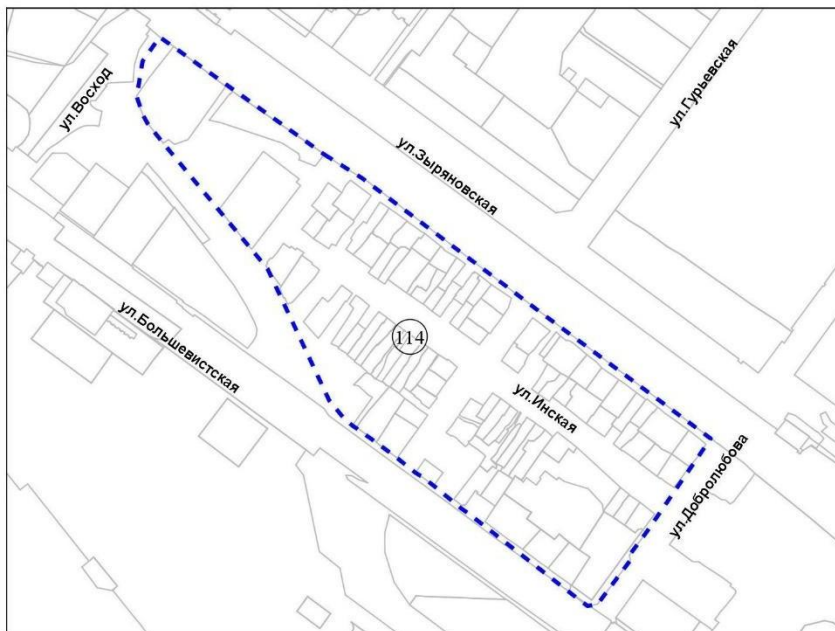 ул.Восход
ул.Гурьевская
ул.Зыряновская
ул.Большевистская
114
ул.Инская
ул.Добролюбова